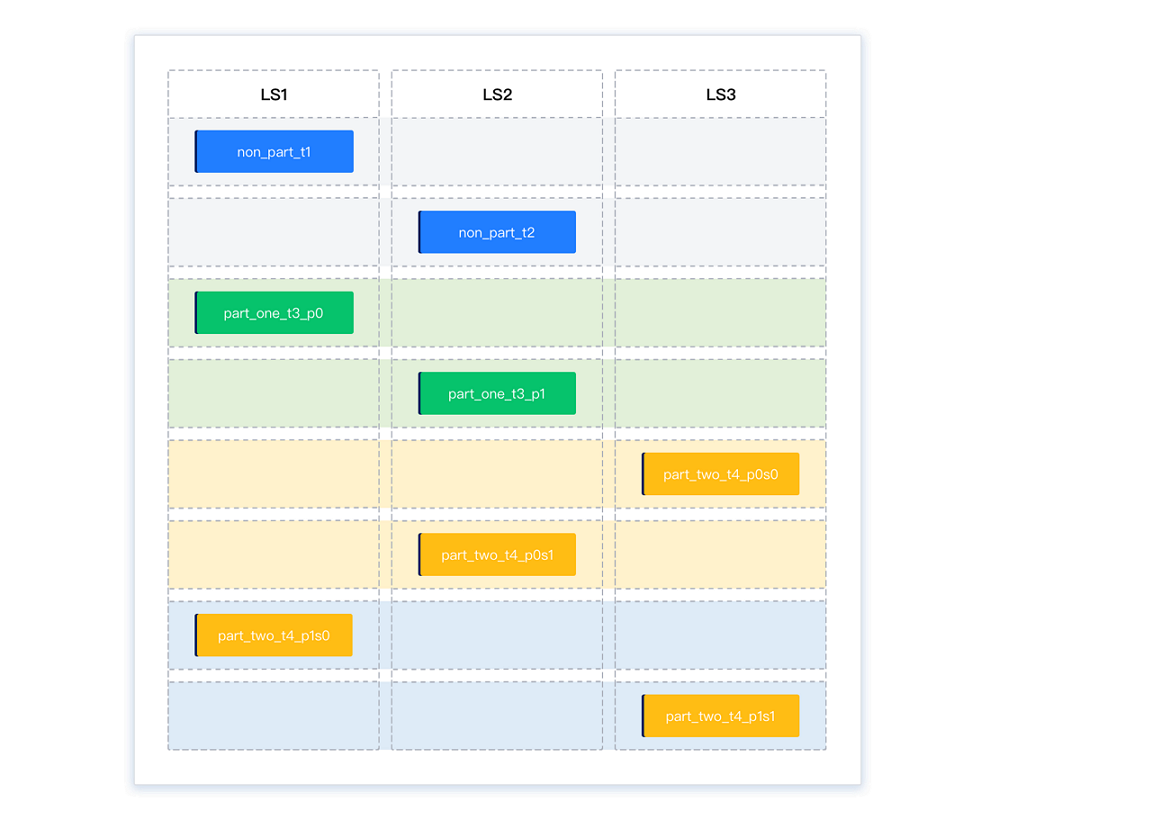 LS1
LS2
LS3
non_part_t1
non_part_t2
part_one_t3_p0
part_one_t3_p1
part_two_t4_p0s0
part_two_t4_p0s1
part_two_t4_p1s0
part_two_t4_p1s1